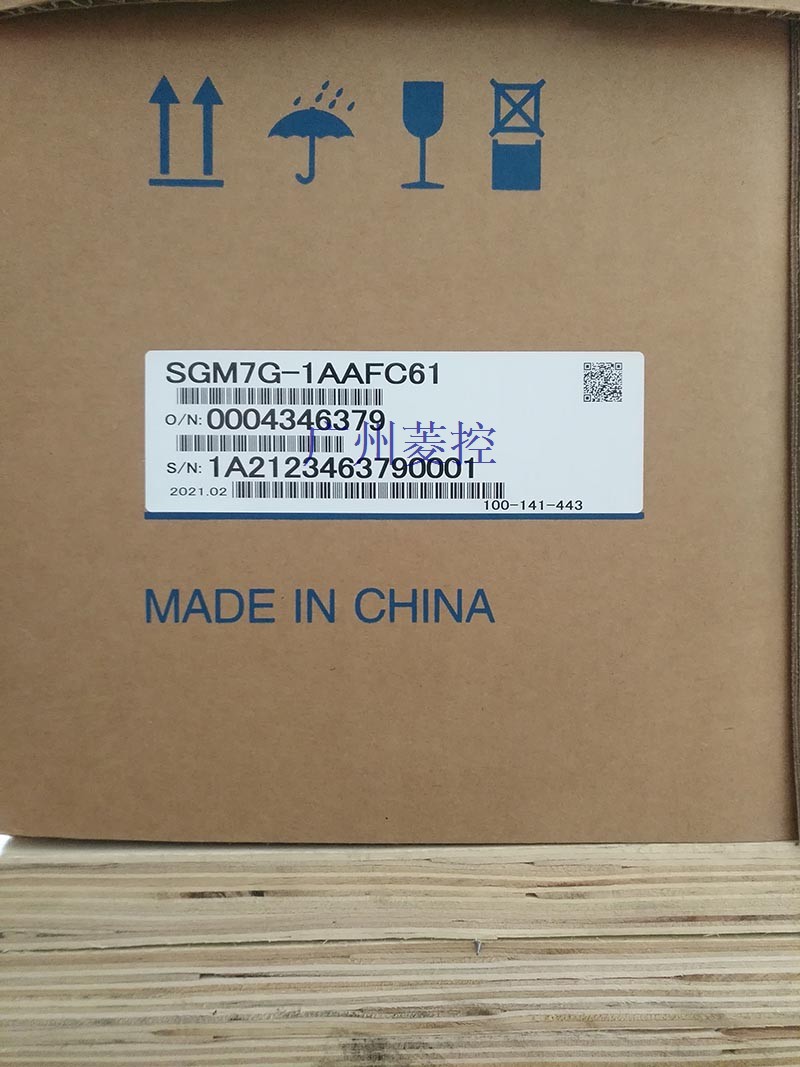 SGM7G-1AAFC61
O/N: 0004346379
广州菱控
S/N: 1A2123463790001
2021.02
100-141-443
MADE IN CHINA